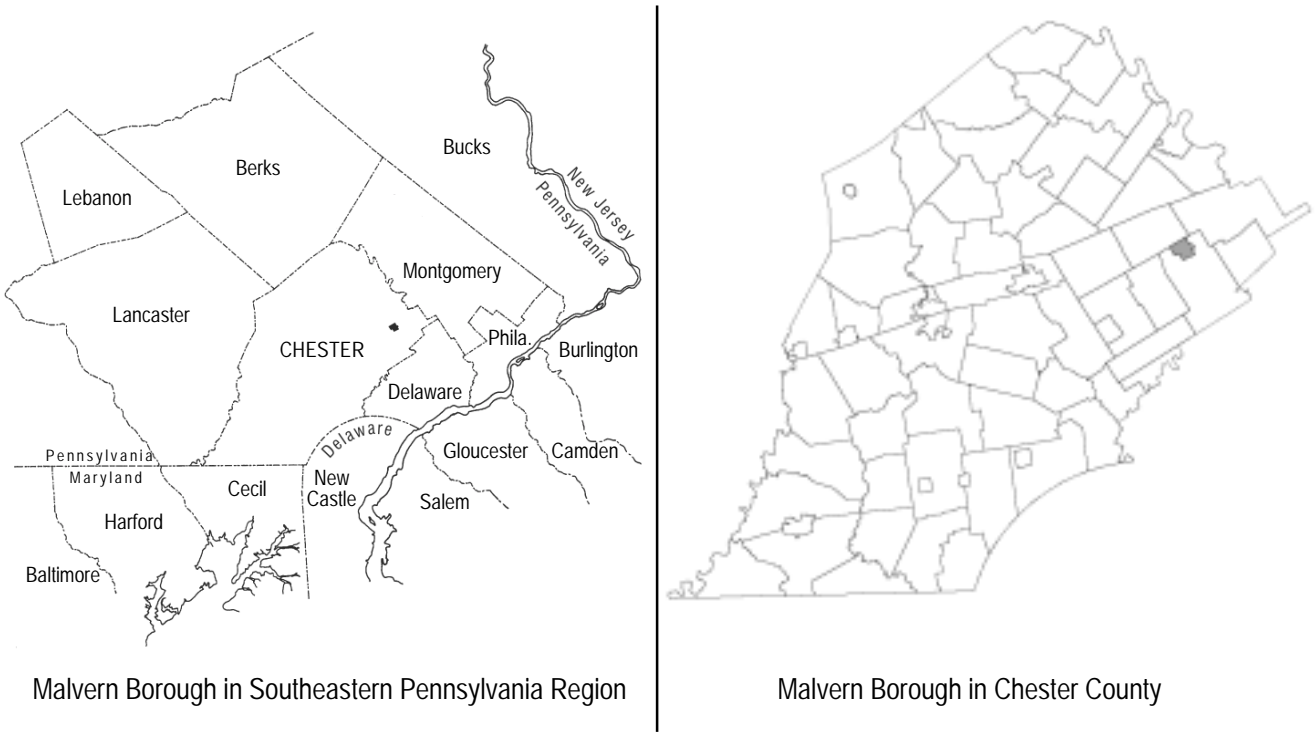 Bucks
Berks
New Jersey
Pennsylvania
Lebanon
Montgomery
Lancaster
Phila.
CHESTER
Burlington
Delaware
Delaware
Gloucester
Camden
Pennsylvania
Maryland
New
Castle
Cecil
Salem
Harford
Baltimore
Malvern Borough in Southeastern Pennsylvania Region
Malvern Borough in Chester County